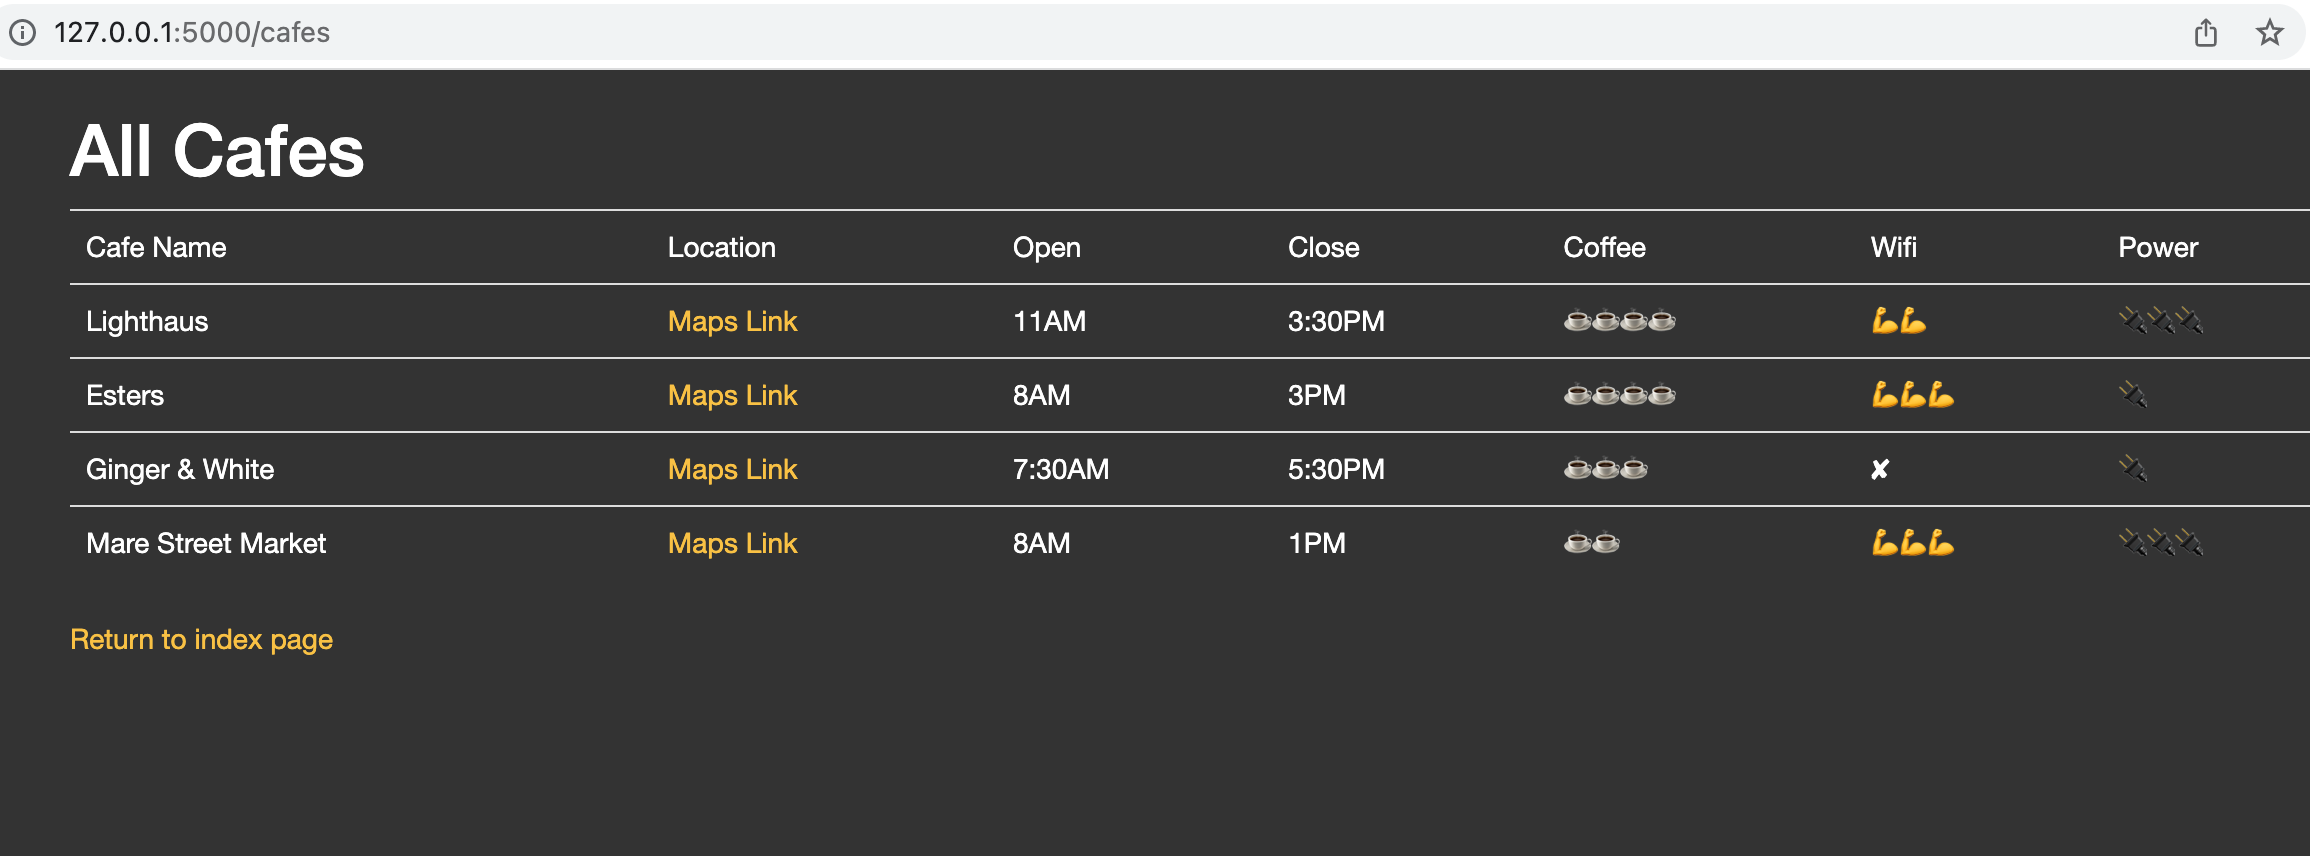 127.0.0.1:5000/cafes
All Cafes
Cafe Name Location Open Close Coffee Wifi Power
Lighthaus Maps Link 11AM 3:30PM ☕☕☕☕ 💪💪 🔌🔌🔌
Esters Maps Link 8AM 3PM ☕☕☕☕ 💪💪💪 🔌
Ginger & White Maps Link 7:30AM 5:30PM ☕☕☕ ✘ 🔌
Mare Street Market Maps Link 8AM 1PM ☕☕ 💪💪💪 🔌🔌🔌
Return to index page